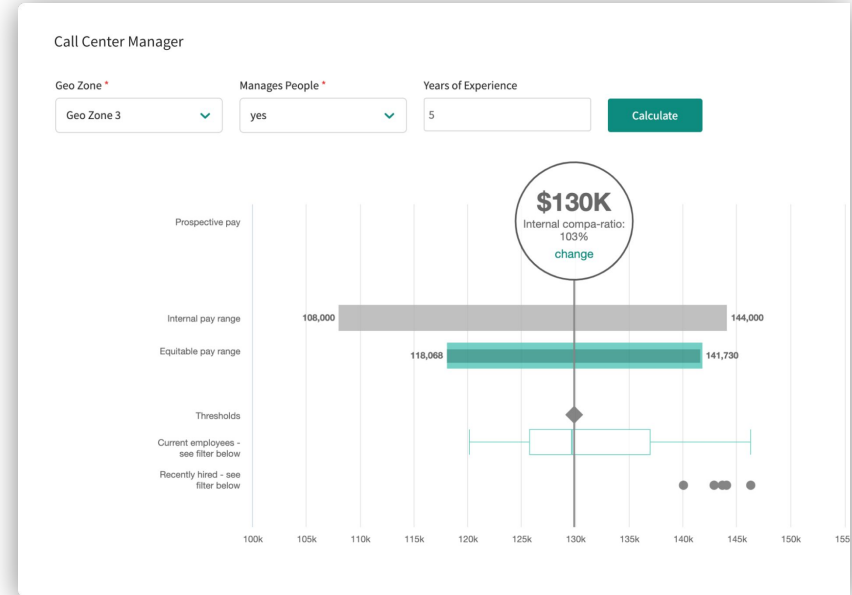 Call Center Manager
Geo Zone *
Manages People *
Years of Experience
Geo Zone 3
yes
5
Calculate
$130K
Internal compa-ratio:
103%
change
Prospective pay
Internal pay range
108,000
144,000
Equitable pay range
118,068
141,730
Thresholds
Current employees -
see filter below
Recently hired - see
filter below
100k
105k
110k
115k
120k
125k
130k
135k
140k
145k
150k
155